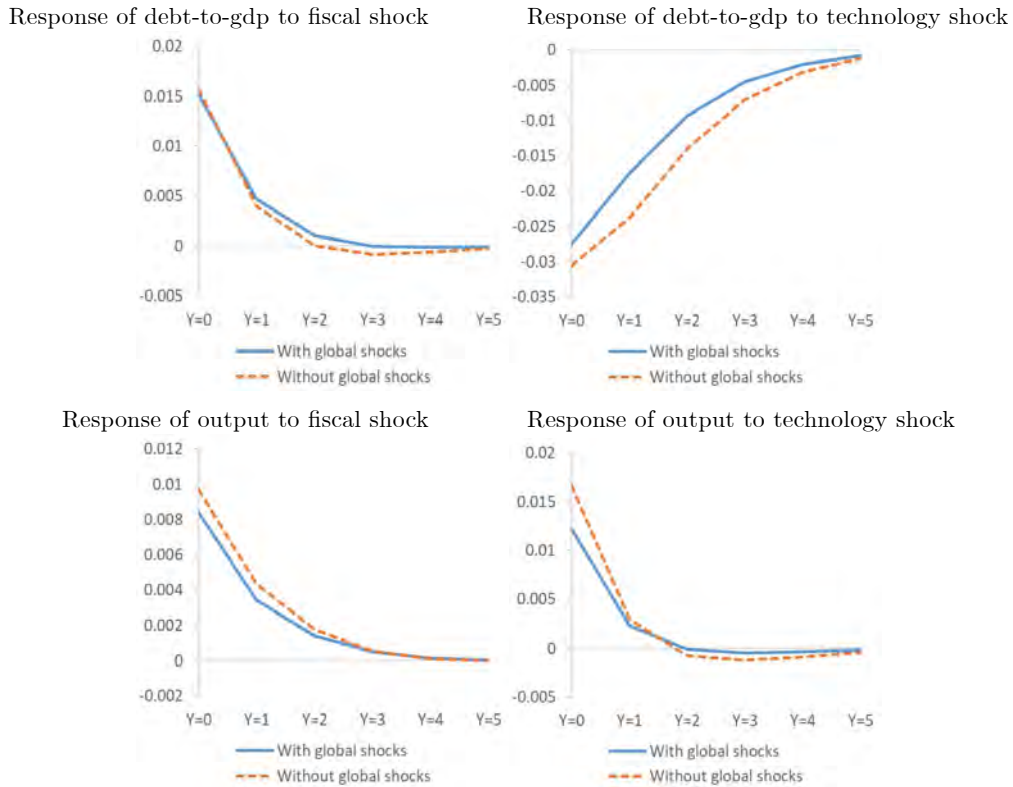 Response of debt-to-gdp to fiscal shock
0.02
0.015
0.01
0.005
0
-0.005
Y=0 Y=1 Y=2 Y=3 Y=4 Y=5
With global shocks
Without global shocks
Response of debt-to-gdp to technology shock
0
-0.005
-0.01
-0.015
-0.02
-0.025
-0.03
-0.035
Y=0 Y=1 Y=2 Y=3 Y=4 Y=5
With global shocks
Without global shocks
Response of output to fiscal shock
0.012
0.01
0.008
0.006
0.004
0.002
0
-0.002
Y=0 Y=1 Y=2 Y=3 Y=4 Y=5
With global shocks
Without global shocks
Response of output to technology shock
0.02
0.015
0.01
0.005
0
-0.005
Y=0 Y=1 Y=2 Y=3 Y=4 Y=5
With global shocks
Without global shocks